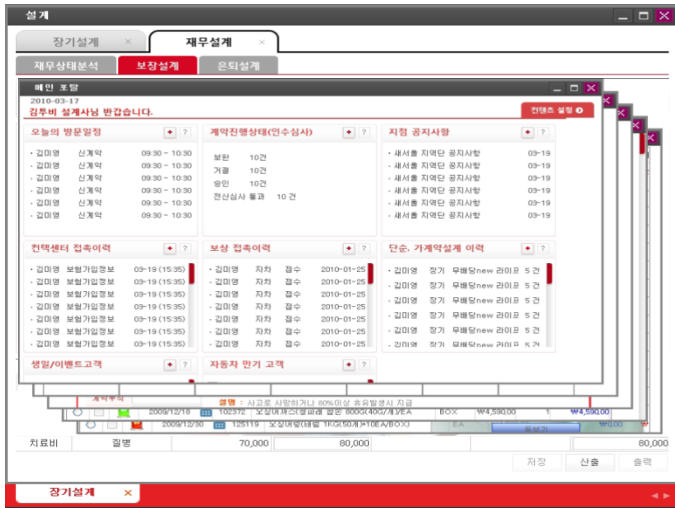 설계
장기설계 ×
재무설계 ×
재무상태분석 보장설계 은퇴설계
메인 포탈
2010-03-17
김투비 설계사님 반갑습니다.
컨텐츠 설정
오늘의 방문일정 ?
· 김미영 신계약 09:30 ~ 10:30
· 김미영 신계약 09:30 ~ 10:30
· 김미영 신계약 09:30 ~ 10:30
· 김미영 신계약 09:30 ~ 10:30
· 김미영 신계약 09:30 ~ 10:30
· 김미영 신계약 09:30 ~ 10:30
계약진행상태(인수심사) ?
보완 10건
거절 10건
승인 10건
전산심사 통과 10 건
지점 공지사항 ?
· 새서울 지역단 공지사항 03-19
· 새서울 지역단 공지사항 03-19
· 새서울 지역단 공지사항 03-19
· 새서울 지역단 공지사항 03-19
· 새서울 지역단 공지사항 03-19
· 새서울 지역단 공지사항 03-19
컨택센터 접촉이력 ?
· 김미영 보험가입정보 03-19 (15:35)
· 김미영 보험가입정보 03-19 (15:35)
· 김미영 보험가입정보 03-19 (15:35)
· 김미영 보험가입정보 03-19 (15:35)
· 김미영 보험가입정보 03-19 (15:35)
· 김미영 보험가입정보 03-19 (15:35)
· 김미영 보험가입정보 03-19 (15:35)
보상 접촉이력 ?
· 김미영 자차 접수 2010-01-25
· 김미영 자차 접수 2010-01-25
· 김미영 자차 접수 2010-01-25
· 김미영 자차 접수 2010-01-25
· 김미영 자차 접수 2010-01-25
· 김미영 자차 접수 2010-01-25
· 김미영 자차 접수 2010-01-25
단순, 가계약설계 이력 ?
· 김미영 장기 무배당new 라이프 5 건
· 김미영 장기 무배당new 라이프 5 건
· 김미영 장기 무배당new 라이프 5 건
· 김미영 장기 무배당new 라이프 5 건
· 김미영 장기 무배당new 라이프 5 건
· 김미영 장기 무배당new 라이프 5 건
생일/이벤트고객 ?
자동차 만기 고객 ?
설명 : 사고로 사망하거나 80%이상 후유발생시 지급
2009/12/18 102372 BOX ₩4,590.00 1 ₩4,590.00
2009/12/30 125119 EA ₩0.00
치료비 질병 70,000 80,000 80,000
저장 산출 출력
장기설계 ×